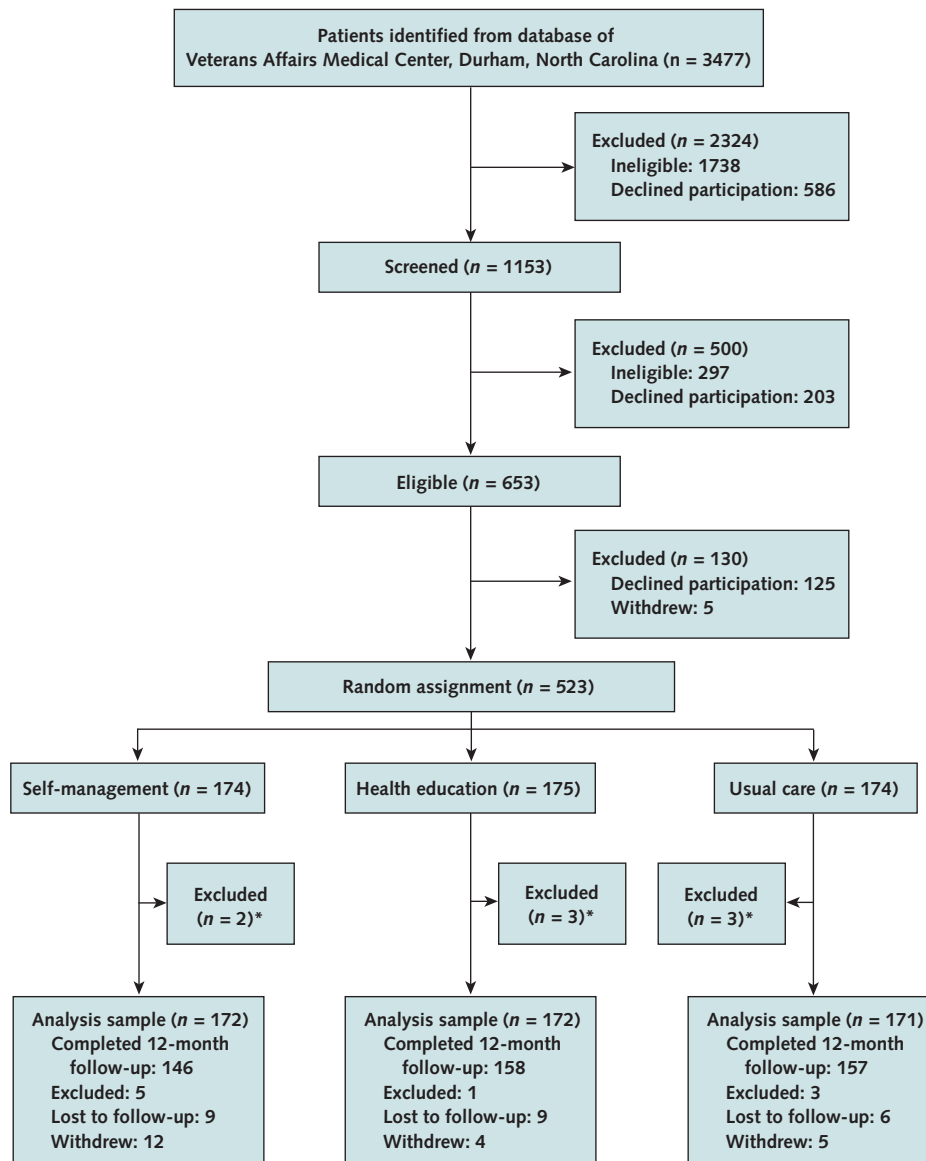 Patients identified from database of
Veterans Affairs Medical Center, Durham, North Carolina (n = 3477)
Excluded (n = 2324)
Ineligible: 1738
Declined participation: 586
Screened (n = 1153)
Excluded (n = 500)
Ineligible: 297
Declined participation: 203
Eligible (n = 653)
Excluded (n = 130)
Declined participation: 125
Withdrew: 5
Random assignment (n = 523)
Self-management (n = 174)
Health education (n = 175)
Usual care (n = 174)
Excluded
(n = 2)*
Excluded
(n = 3)*
Excluded
(n = 3)*
Analysis sample (n = 172)
Completed 12-month
follow-up: 146
Excluded: 5
Lost to follow-up: 9
Withdrew: 12
Analysis sample (n = 172)
Completed 12-month
follow-up: 158
Excluded: 1
Lost to follow-up: 9
Withdrew: 4
Analysis sample (n = 171)
Completed 12-month
follow-up: 157
Excluded: 3
Lost to follow-up: 6
Withdrew: 5